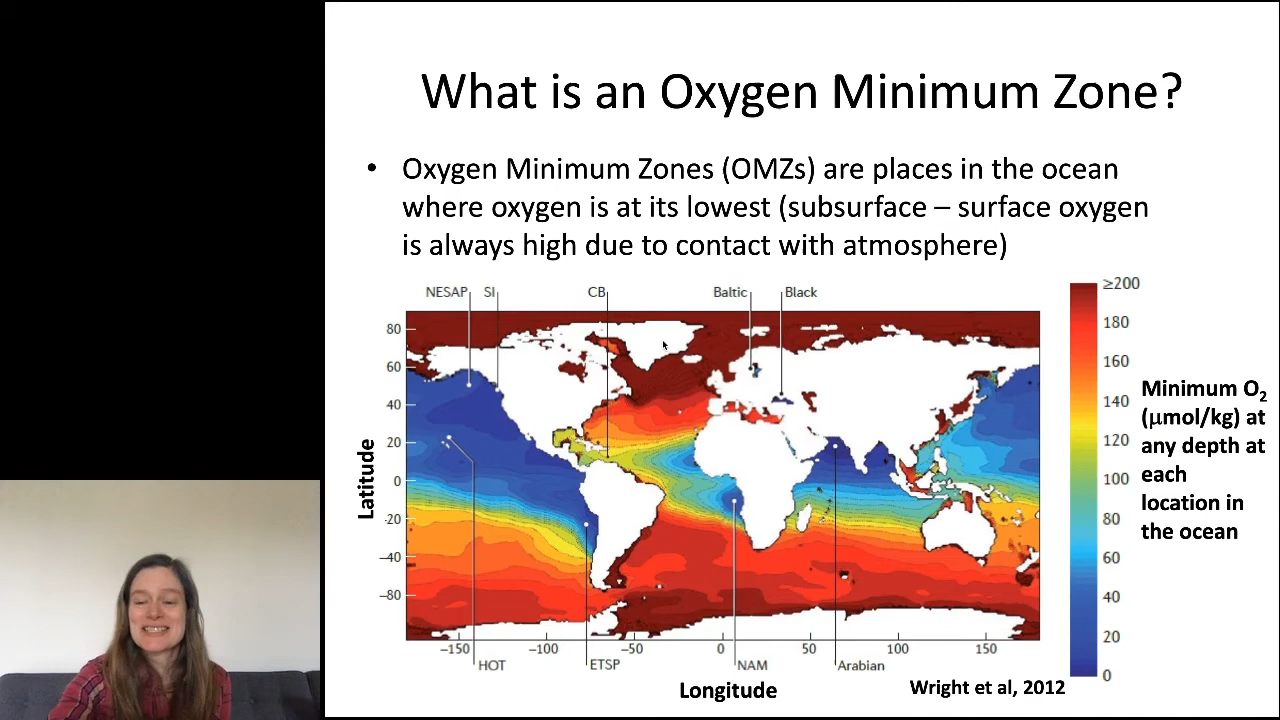 What is an Oxygen Minimum Zone?
• Oxygen Minimum Zones (OMZs) are places in the ocean
where oxygen is at its lowest (subsurface – surface oxygen
is always high due to contact with atmosphere)
NESAP SI CB Baltic Black
80
60
40
20
0
−20
−40
−60
−80
Latitude
−150 −100 −50 0 50 100 150
HOT ETSP NAM Arabian
Longitude
Wright et al, 2012
≥200
180
160
140
120
100
80
60
40
20
0
Minimum O₂
(μmol/kg) at
any depth at
each
location in
the ocean